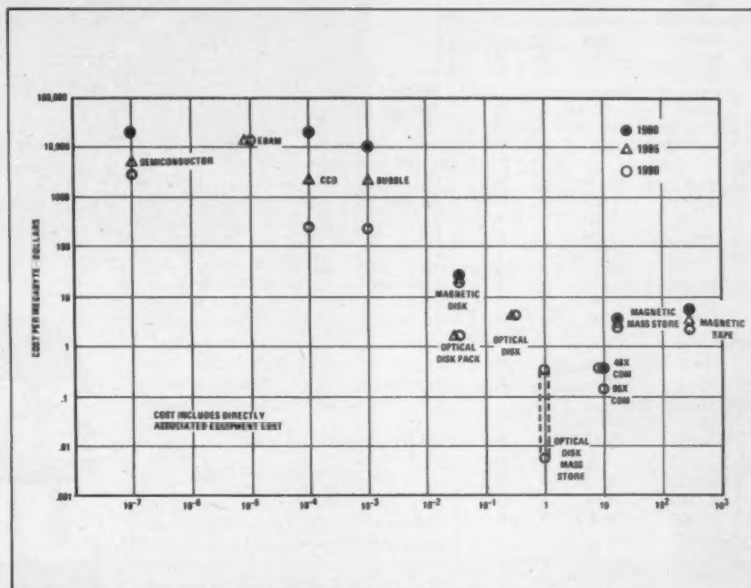 100,000
10,000
1000
100
10
1
.1
.01
.001
COST PER MEGABYTE-DOLLARS
1980
1985
1990
SEMICONDUCTOR
EBAM
CCD
BUBBLE
MAGNETIC
DISK
OPTICAL
DISK PACK
OPTICAL
DISK
MAGNETIC
MASS STORE
MAGNETIC
TAPE
48X
COM
96X
COM
OPTICAL
DISK
MASS
STORE
COST INCLUDES DIRECTLY
ASSOCIATED EQUIPMENT COST
10⁻⁷ 10⁻⁶ 10⁻⁵ 10⁻⁴ 10⁻³ 10⁻² 10⁻¹ 1 10 10² 10³